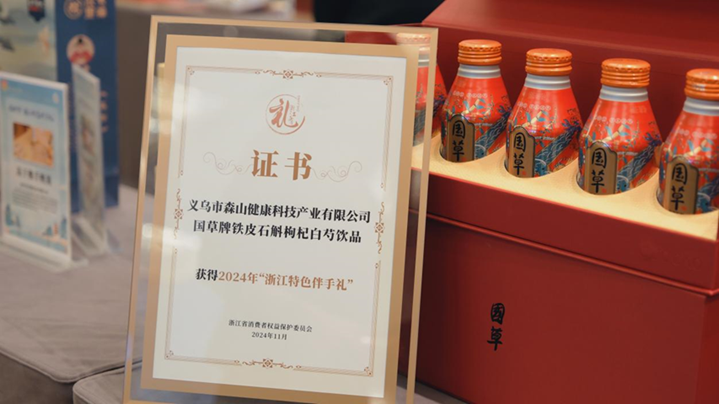 礼
证书
义乌市森山健康科技产业有限公司
国草牌铁皮石斛枸杞白芍饮品
获得2024年“浙江特色伴手礼”
浙江省消费者权益保护委员会
2024年11月
国草
国草
国草
国草
国草